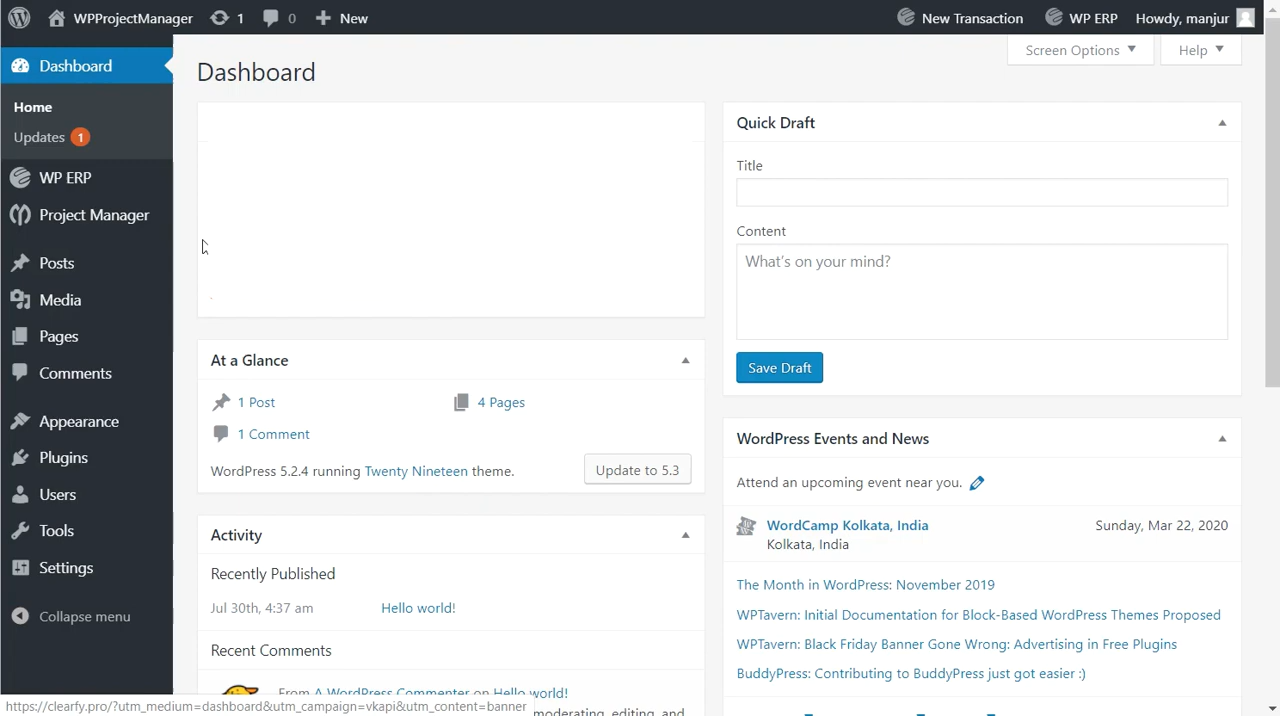 WPProjectManager 1 0 New New Transaction WP ERP Howdy, manjur
Screen Options Help
Dashboard
Home
Updates 1
WP ERP
Project Manager
Posts
Media
Pages
Comments
Appearance
Plugins
Users
Tools
Settings
Collapse menu
Dashboard
At a Glance
1 Post 4 Pages
1 Comment
WordPress 5.2.4 running Twenty Nineteen theme. Update to 5.3
Activity
Recently Published
Jul 30th, 4:37 am Hello world!
Recent Comments
From A WordPress Commenter on Hello world!
moderating, editing, and
Quick Draft
Title
Content
What's on your mind?
Save Draft
WordPress Events and News
Attend an upcoming event near you.
WordCamp Kolkata, India Sunday, Mar 22, 2020
Kolkata, India
The Month in WordPress: November 2019
WPTavern: Initial Documentation for Block-Based WordPress Themes Proposed
WPTavern: Black Friday Banner Gone Wrong: Advertising in Free Plugins
BuddyPress: Contributing to BuddyPress just got easier :)
https://clearfy.pro/?utm_medium=dashboard&utm_campaign=vkapi&utm_content=banner